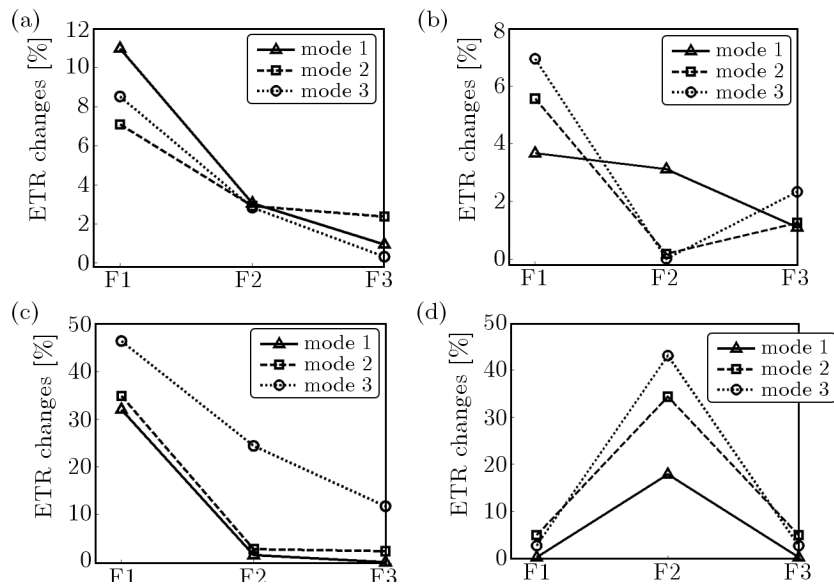 (a)
12
10
8
6
4
2
0
ETR changes [%]
mode 1
mode 2
mode 3
F1 F2 F3
(b)
8
6
4
2
0
ETR changes [%]
mode 1
mode 2
mode 3
F1 F2 F3
(c)
50
40
30
20
10
0
ETR changes [%]
mode 1
mode 2
mode 3
F1 F2 F3
(d)
50
40
30
20
10
0
ETR changes [%]
mode 1
mode 2
mode 3
F1 F2 F3